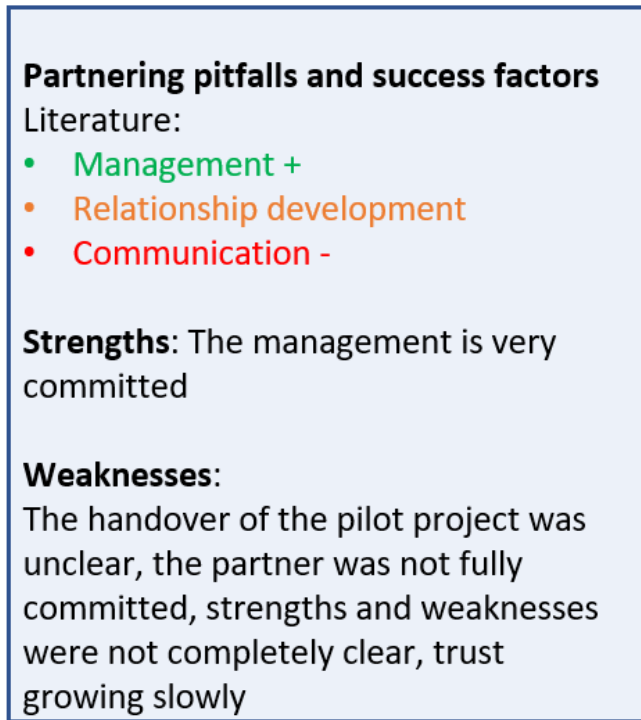 Partnering pitfalls and success factors
Literature:
• Management +
• Relationship development
• Communication -
Strengths: The management is very
committed
Weaknesses:
The handover of the pilot project was
unclear, the partner was not fully
committed, strengths and weaknesses
were not completely clear, trust
growing slowly